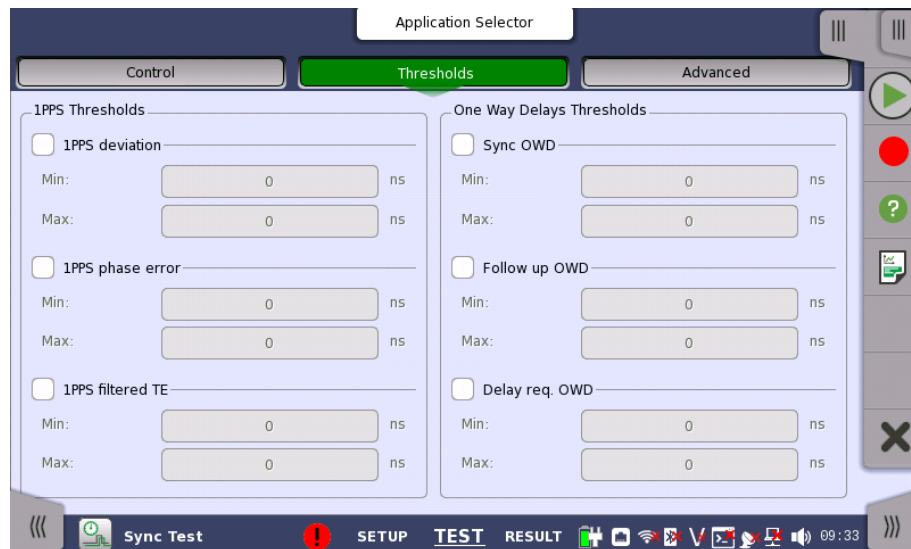 Application Selector
Control
Thresholds
Advanced
1PPS Thresholds
1PPS deviation
Min: 0 ns
Max: 0 ns
1PPS phase error
Min: 0 ns
Max: 0 ns
1PPS filtered TE
Min: 0 ns
Max: 0 ns
One Way Delays Thresholds
Sync OWD
Min: 0 ns
Max: 0 ns
Follow up OWD
Min: 0 ns
Max: 0 ns
Delay req. OWD
Min: 0 ns
Max: 0 ns
Sync Test
SETUP TEST RESULT 09:33